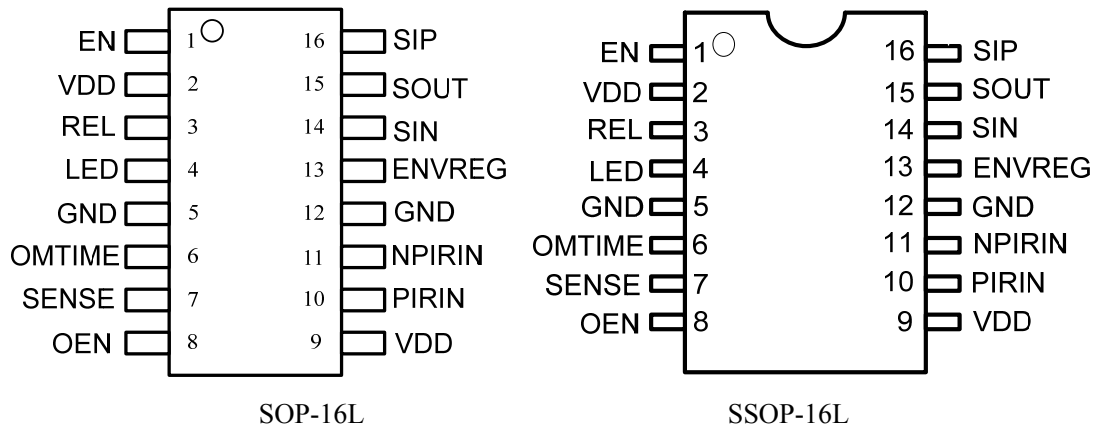 EN 1 16 SIP
VDD 2 15 SOUT
REL 3 14 SIN
LED 4 13 ENVREG
GND 5 12 GND
OMTIME 6 11 NPIRIN
SENSE 7 10 PIRIN
OEN 8 9 VDD
SOP-16L
EN 1 16 SIP
VDD 2 15 SOUT
REL 3 14 SIN
LED 4 13 ENVREG
GND 5 12 GND
OMTIME 6 11 NPIRIN
SENSE 7 10 PIRIN
OEN 8 9 VDD
SSOP-16L